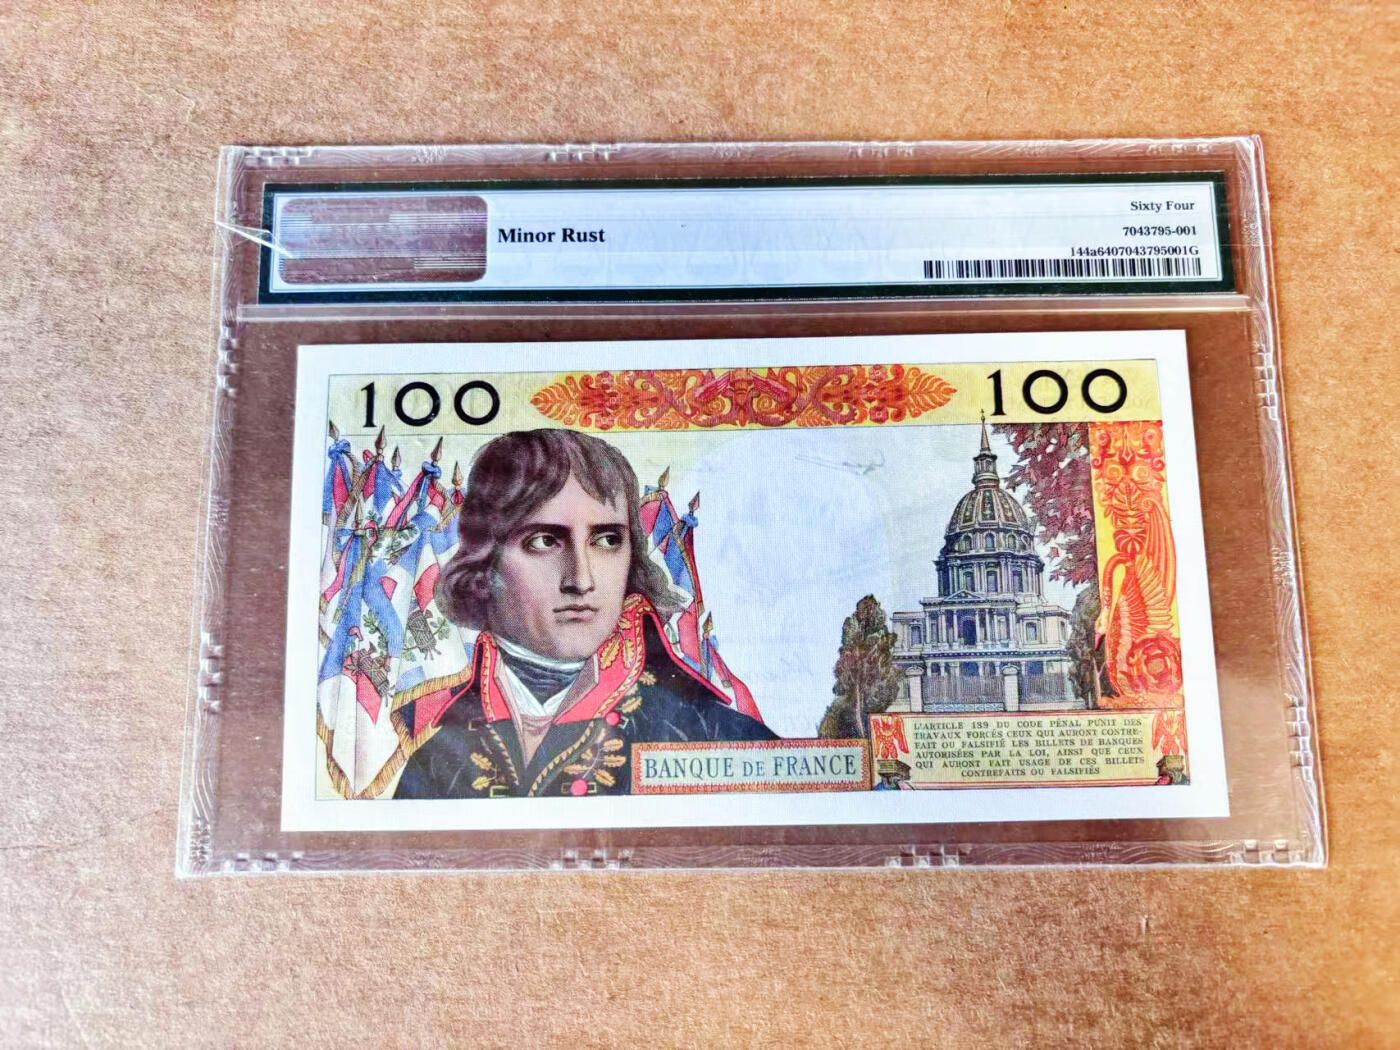 Sixty Four
Minor Rust
7043795-001
144a6407043795001G
100
100
BANQUE DE FRANCE
L'ARTICLE 139 DU CODE PÉNAL PUNIT DES
TRAVAUX FORCÉS CEUX QUI AURONT CONTRE-
FAIT OU FALSIFIÉ LES BILLETS DE BANQUES
AUTORISÉES PAR LA LOI, AINSI QUE CEUX
QUI AURONT FAIT USAGE DE CES BILLETS
CONTREFAITS OU FALSIFIÉS